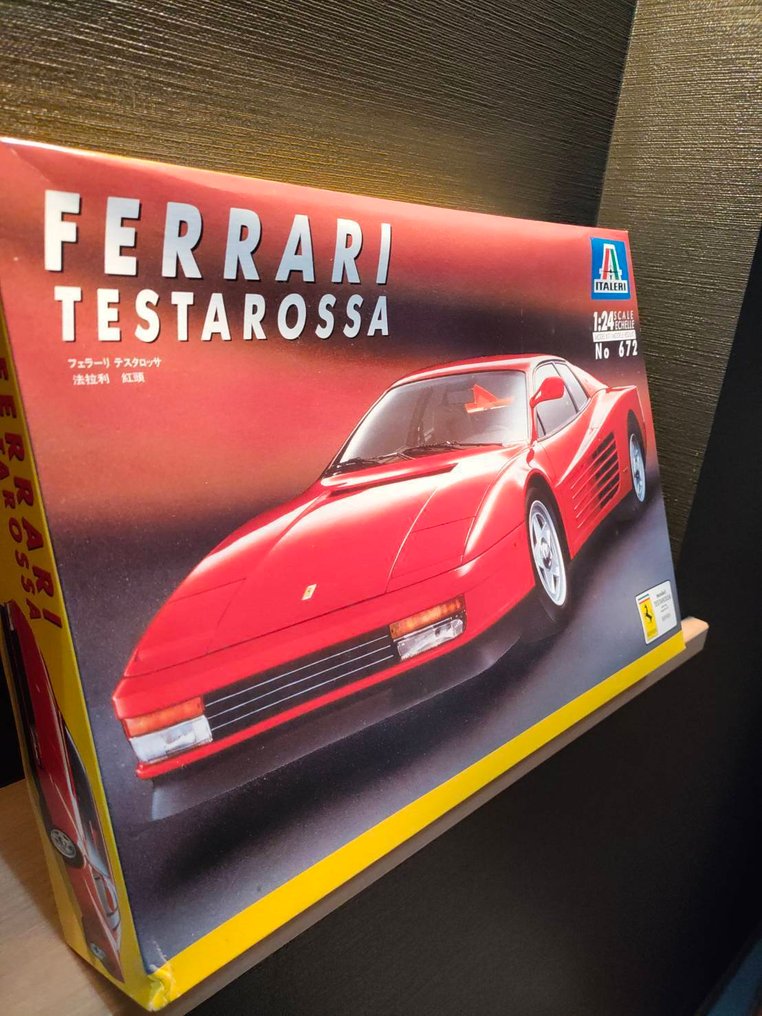 FERRARI
TESTAROSSA
フェラーリ テスタロッサ
法拉利 紅頭
ITALERI
1:24 SCALE
ECHELLE
No 672
FERRARI
TESTAROSSA